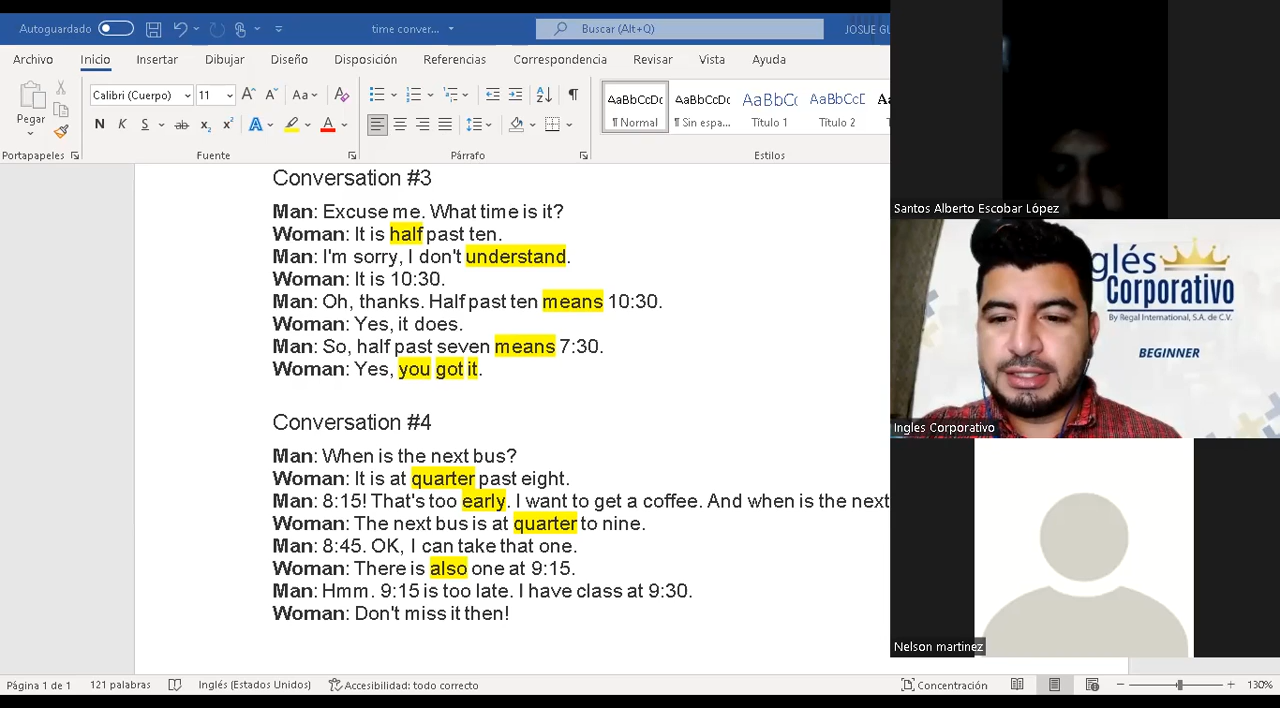 Autoguardado
time conver...
Buscar (Alt+Q)
JOSUE GU
Archivo Inicio Insertar Dibujar Diseño Disposición Referencias Correspondencia Revisar Vista Ayuda
Pegar
Calibri (Cuerpo) 11
AaBbCcDc AaBbCcDc AaBbC AaBbCcD
¶ Normal ¶ Sin espa... Título 1 Título 2
Portapapeles Fuente Párrafo Estilos
Conversation #3
Man: Excuse me. What time is it?
Woman: It is half past ten.
Man: I'm sorry, I don't understand.
Woman: It is 10:30.
Man: Oh, thanks. Half past ten means 10:30.
Woman: Yes, it does.
Man: So, half past seven means 7:30.
Woman: Yes, you got it.
Conversation #4
Man: When is the next bus?
Woman: It is at quarter past eight.
Man: 8:15! That's too early. I want to get a coffee. And when is the next
Woman: The next bus is at quarter to nine.
Man: 8:45. OK, I can take that one.
Woman: There is also one at 9:15.
Man: Hmm. 9:15 is too late. I have class at 9:30.
Woman: Don't miss it then!
Página 1 de 1 121 palabras Inglés (Estados Unidos) Accesibilidad: todo correcto Concentración 130%
Santos Alberto Escobar López
glés
Corporativo
By Regal International, S.A. de C.V.
BEGINNER
Ingles Corporativo
Nelson martinez